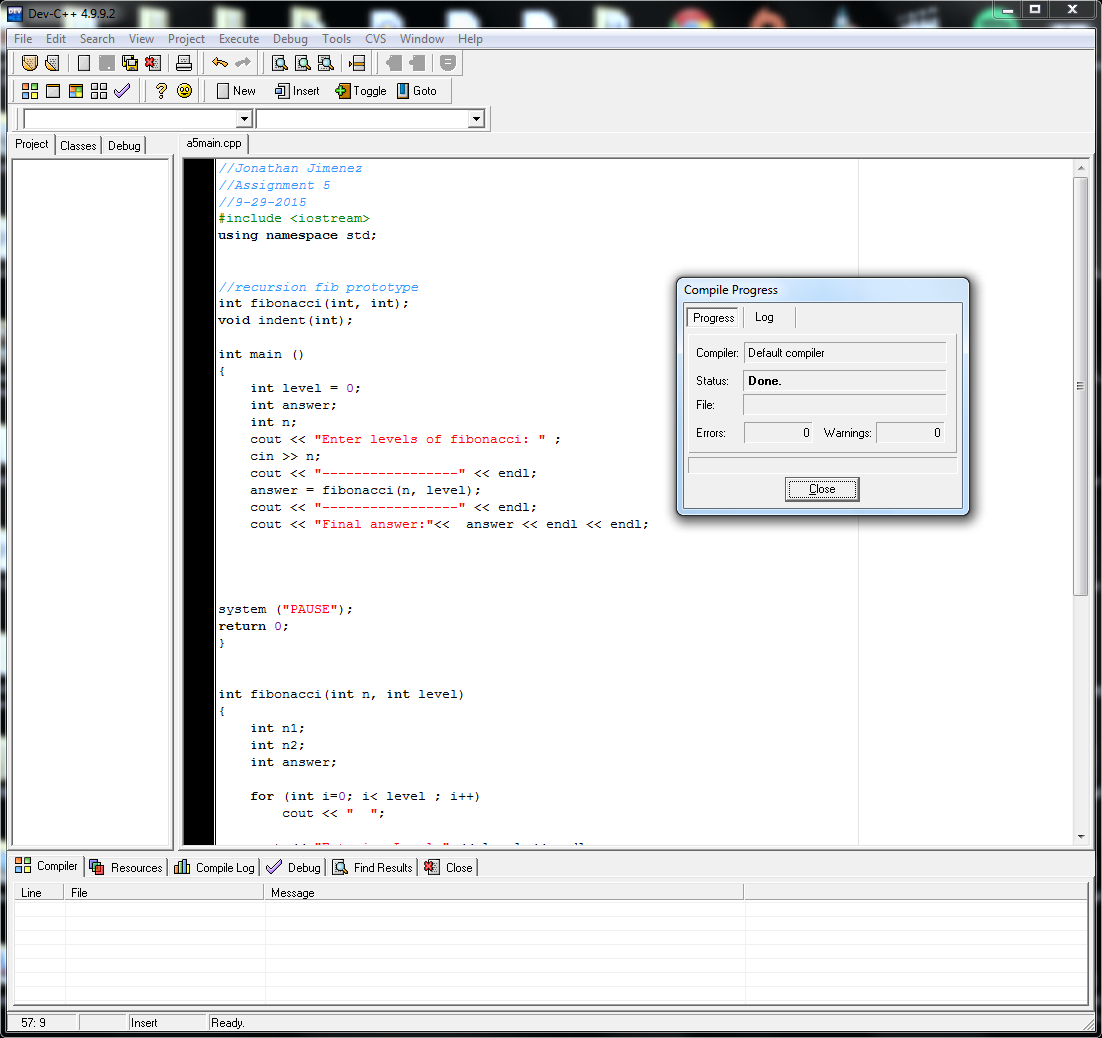 Dev-C++ 4.9.9.2
File Edit Search View Project Execute Debug Tools CVS Window Help
New Insert Toggle Goto
Project Classes Debug
a5main.cpp
//Jonathan Jimenez
//Assignment 5
//9-29-2015
#include <iostream>
using namespace std;
//recursion fib prototype
int fibonacci(int, int);
void indent(int);
int main ()
{
int level = 0;
int answer;
int n;
cout << "Enter levels of fibonacci: " ;
cin >> n;
cout << "-----------------" << endl;
answer = fibonacci(n, level);
cout << "-----------------" << endl;
cout << "Final answer:"<<  answer << endl << endl;
system ("PAUSE");
return 0;
}
int fibonacci(int n, int level)
{
int n1;
int n2;
int answer;
for (int i=0; i< level ; i++)
cout << "  ";
Compile Progress
Progress Log
Compiler: Default compiler
Status: Done.
File:
Errors: 0 Warnings: 0
Close
Compiler Resources Compile Log Debug Find Results Close
Line File Message
57: 9 Insert Ready.